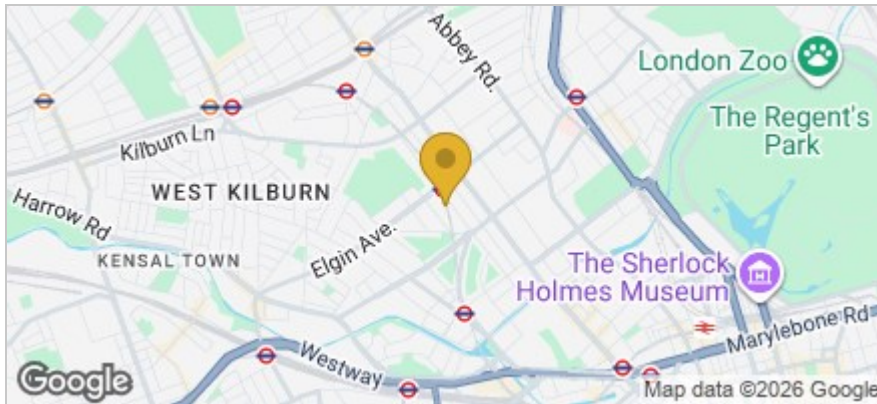 Abbey Rd.
London Zoo
The Regent's
Park
Kilburn Ln
WEST KILBURN
Harrow Rd
Elgin Ave.
KENSAL TOWN
The Sherlock
Holmes Museum
Marylebone Rd
Westway
Google
Map data ©2026 Google